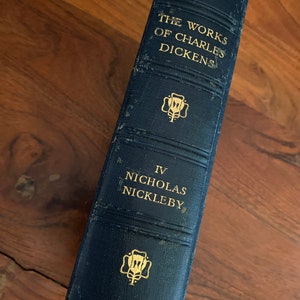 THE WORKS
OF CHARLES
DICKENS
IV
NICHOLAS
NICKLEBY